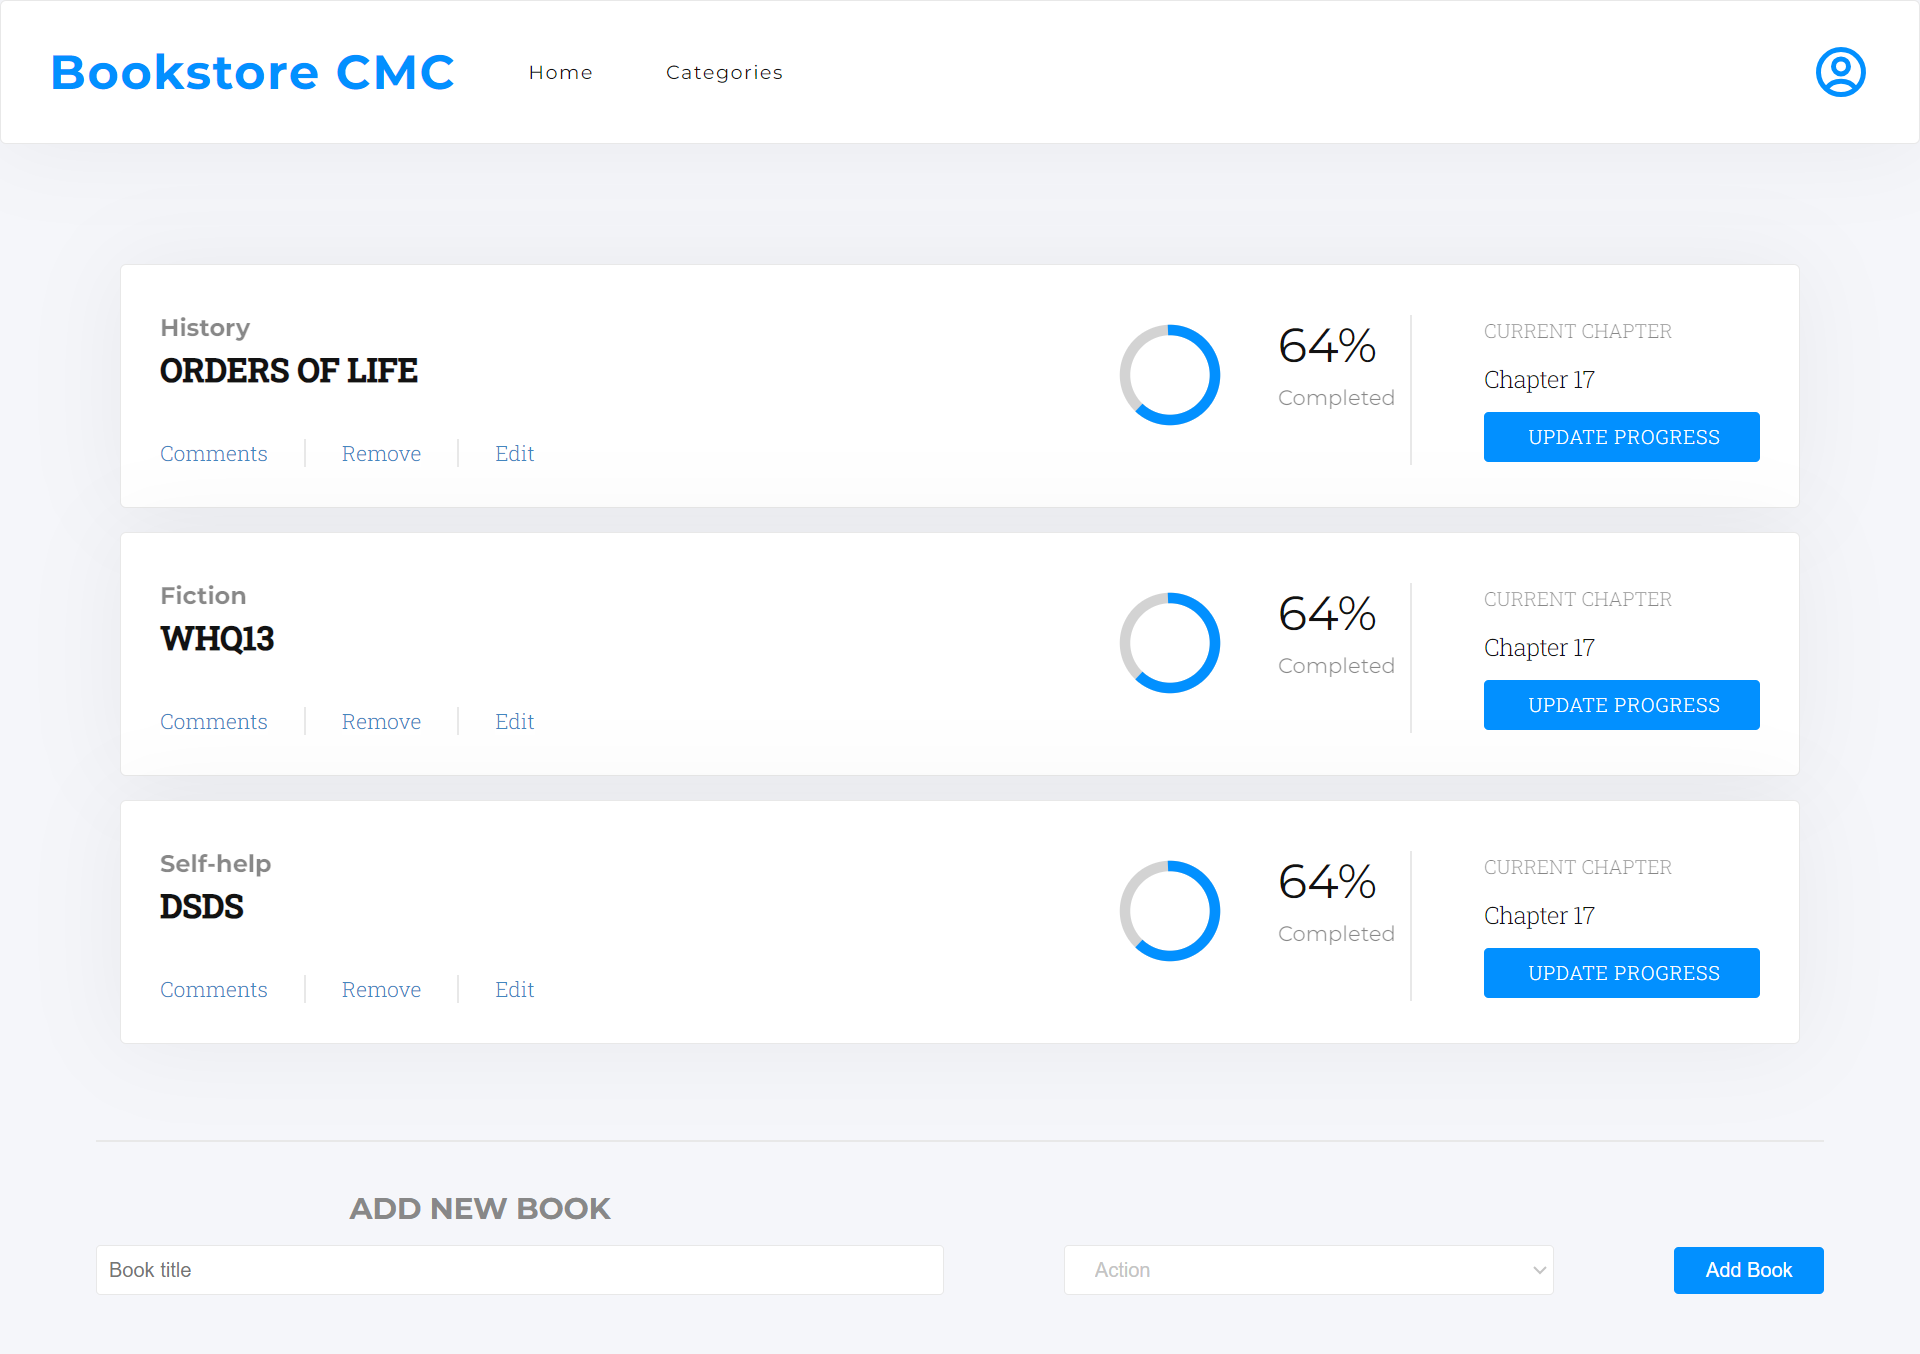 Bookstore CMC
Home
Categories
History
ORDERS OF LIFE
Comments
Remove
Edit
64%
Completed
CURRENT CHAPTER
Chapter 17
UPDATE PROGRESS
Fiction
WHQ13
Comments
Remove
Edit
64%
Completed
CURRENT CHAPTER
Chapter 17
UPDATE PROGRESS
Self-help
DSDS
Comments
Remove
Edit
64%
Completed
CURRENT CHAPTER
Chapter 17
UPDATE PROGRESS
ADD NEW BOOK
Book title
Action
Add Book